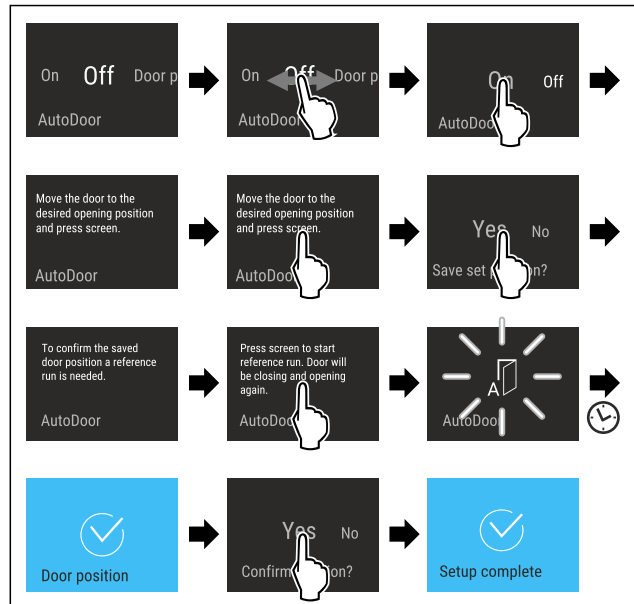 On Off Door p
AutoDoor
On Off Door p
AutoDoor
On Off
AutoDoor
Move the door to the
desired opening position
and press screen.
AutoDoor
Move the door to the
desired opening position
and press screen.
AutoDoor
Yes No
Save set position?
To confirm the saved
door position a reference
run is needed.
AutoDoor
Press screen to start
reference run. Door will
be closing and opening
again.
AutoDoor
A
AutoDoor
Door position
Yes No
Confirm position?
Setup complete